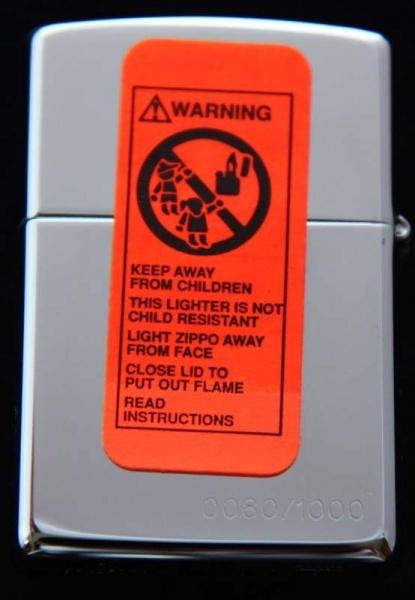 WARNING
KEEP AWAY
FROM CHILDREN
THIS LIGHTER IS NOT
CHILD RESISTANT
LIGHT ZIPPO AWAY
FROM FACE
CLOSE LID TO
PUT OUT FLAME
READ
INSTRUCTIONS
0080/1000